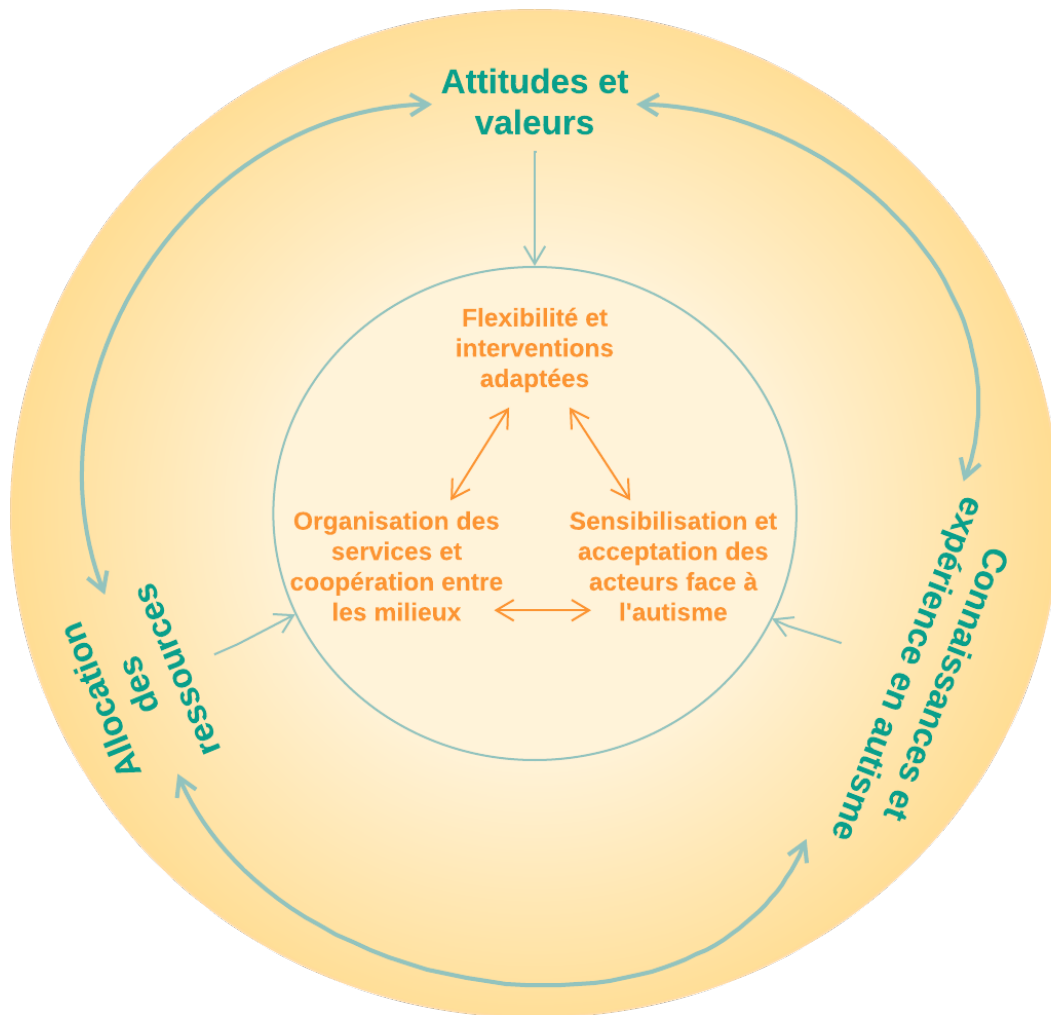 Attitudes et
valeurs
Flexibilité et
interventions
adaptées
Organisation des
services et
coopération entre
les milieux
Sensibilisation et
acceptation des
acteurs face à
l'autisme
Allocation
des
ressources
Connaissances et
expérience en autisme